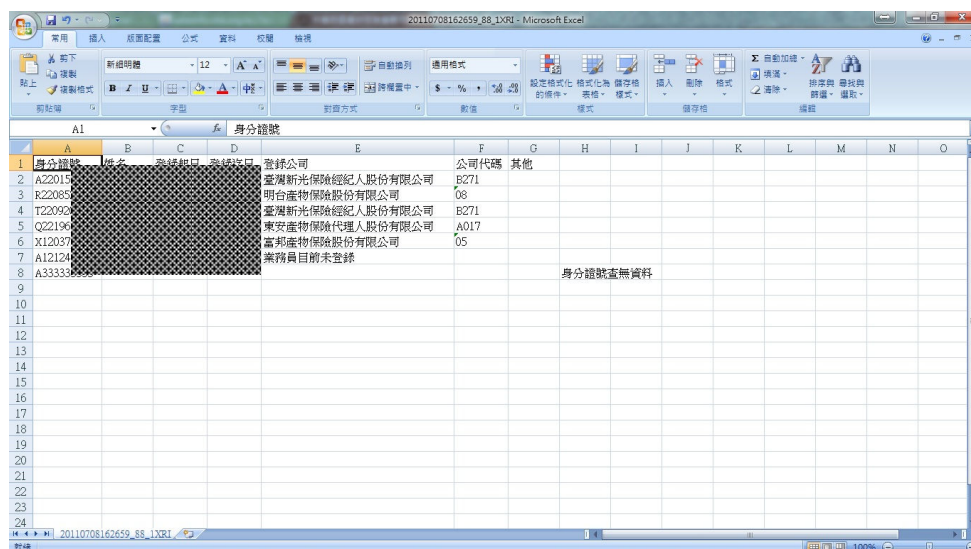 20110708162659_88_1XRI - Microsoft Excel
常用 插入 版面配置 公式 資料 校閱 檢視
貼上 剪下 複製 複製格式 剪貼簿
新細明體 12 字型
自動換列 跨欄置中 對齊方式
通用格式 數值
設定格式化的條件 格式化為表格 儲存格樣式 樣式
插入 刪除 格式 儲存格
自動加總 填滿 清除 排序與篩選 尋找與選取 編輯
A1 fx 身分證號
A B C D E F G H I J K L M N O
1 身分證號 姓名 登錄起日 登錄迄日 登錄公司 公司代碼 其他
2 A22015 臺灣新光保險經紀人股份有限公司 B271
3 R22085 明台產物保險股份有限公司 08
4 T22092 臺灣新光保險經紀人股份有限公司 B271
5 Q22196 東安產物保險代理人股份有限公司 A017
6 X12037 富邦產物保險股份有限公司 05
7 A12124 業務員目前未登錄
8 A33333 身分證號查無資料
9
10
11
12
13
14
15
16
17
18
19
20
21
22
23
24
20110708162659_88_1XRI
就緒 100%